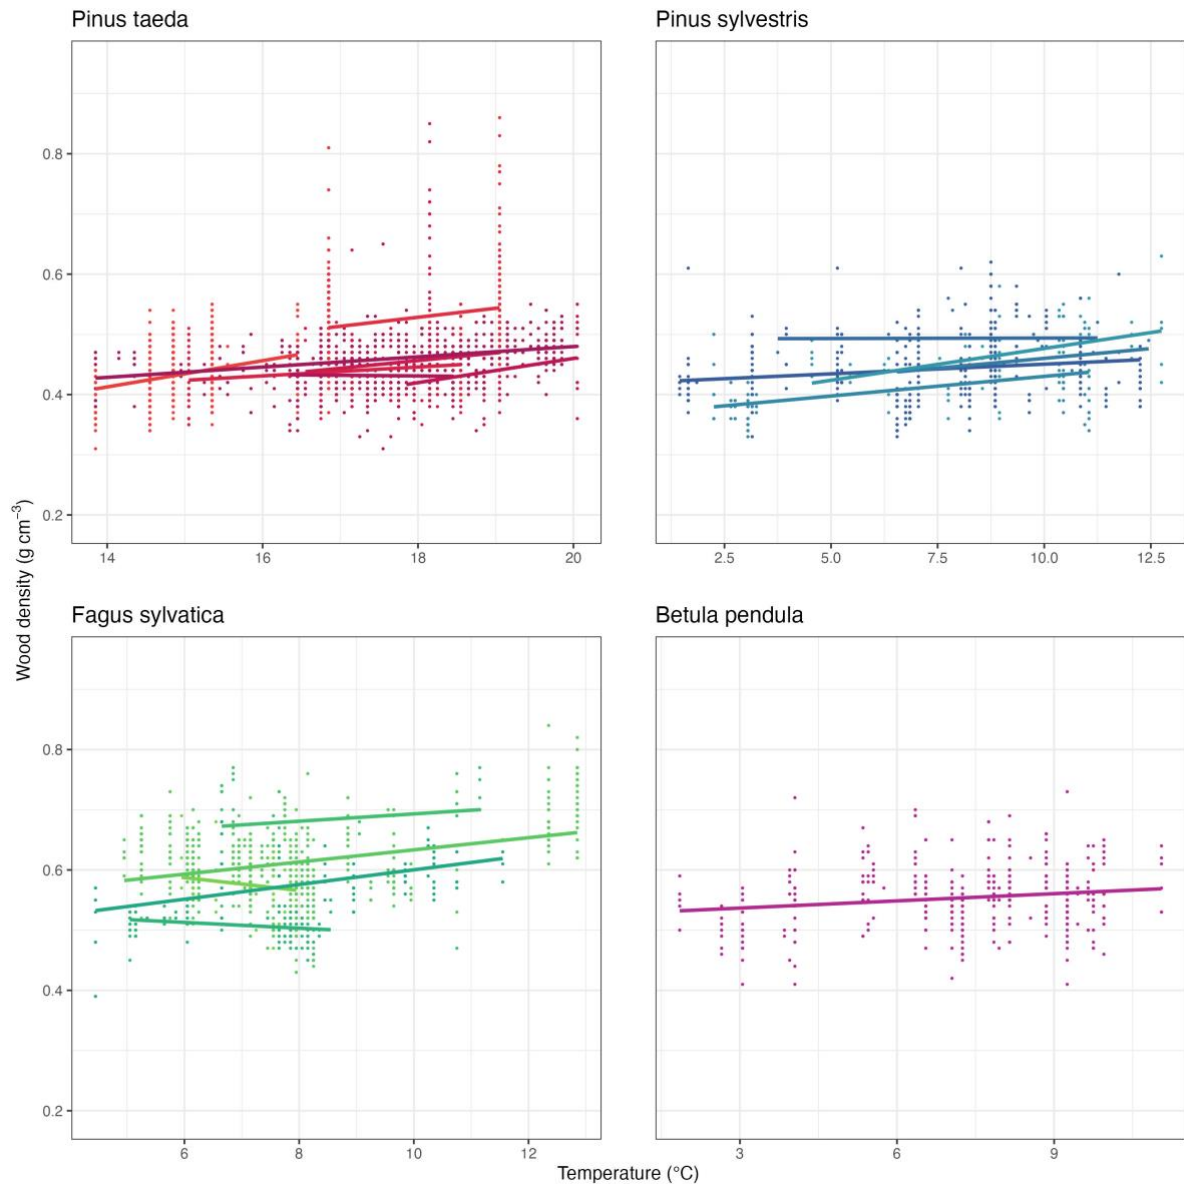 Pinus taeda
Pinus sylvestris
0.8
0.6
0.4
0.2
14 16 18 20
2.5 5.0 7.5 10.0 12.5
Wood density (g cm⁻³)
Fagus sylvatica
Betula pendula
0.8
0.6
0.4
0.2
6 8 10 12
3 6 9
Temperature (°C)